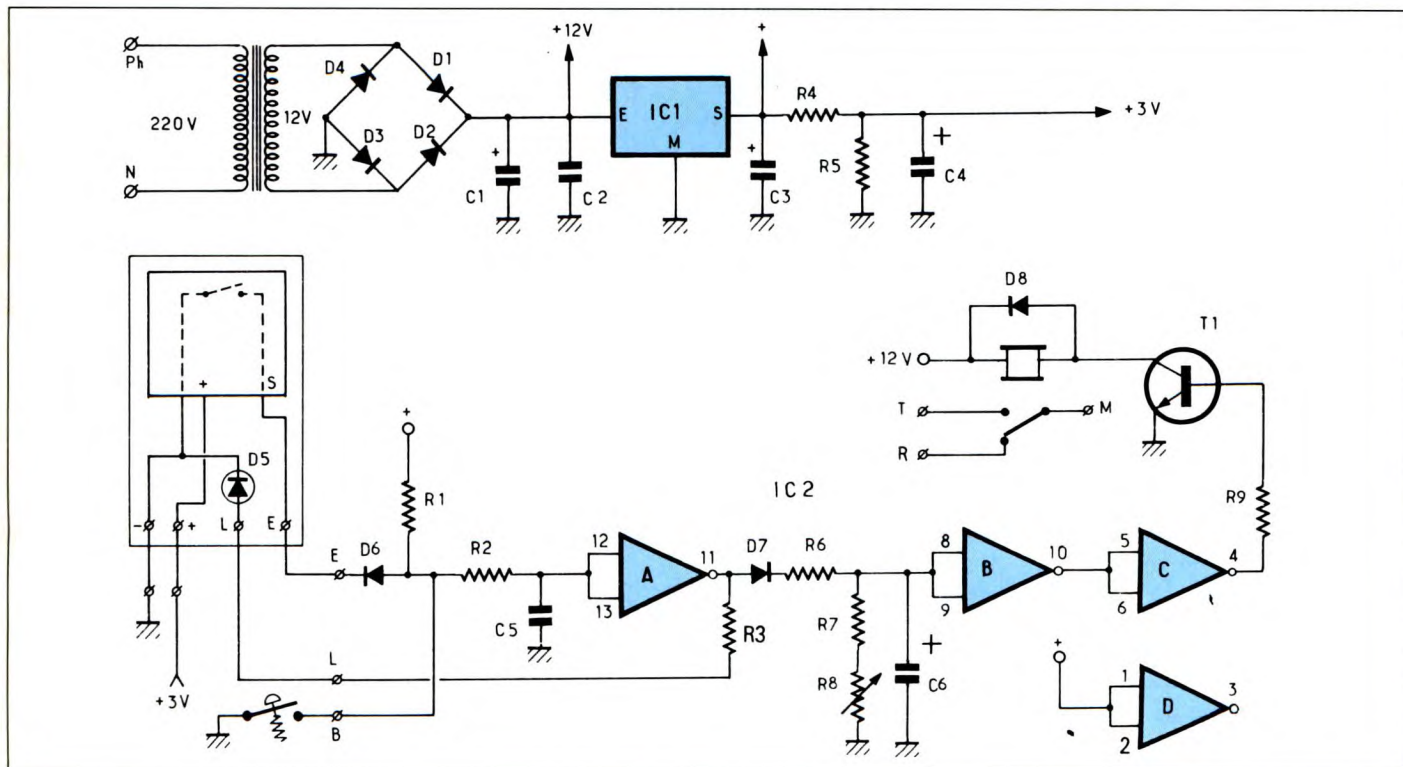 Ph
220V
N
12V
D4
D1
D3
D2
+12V
+
C1
C2
E
IC1
S
M
+
+
C3
R4
R5
+
C4
+3V
+
S
D5
-
+
L
E
+3V
E
D6
+
R1
R2
C5
12
13
A
11
R3
L
B
D7
R6
R7
R8
+
C6
IC2
8
9
B
10
5
6
C
4
R9
D8
T1
+12V
T
R
M
+
1
2
D
3